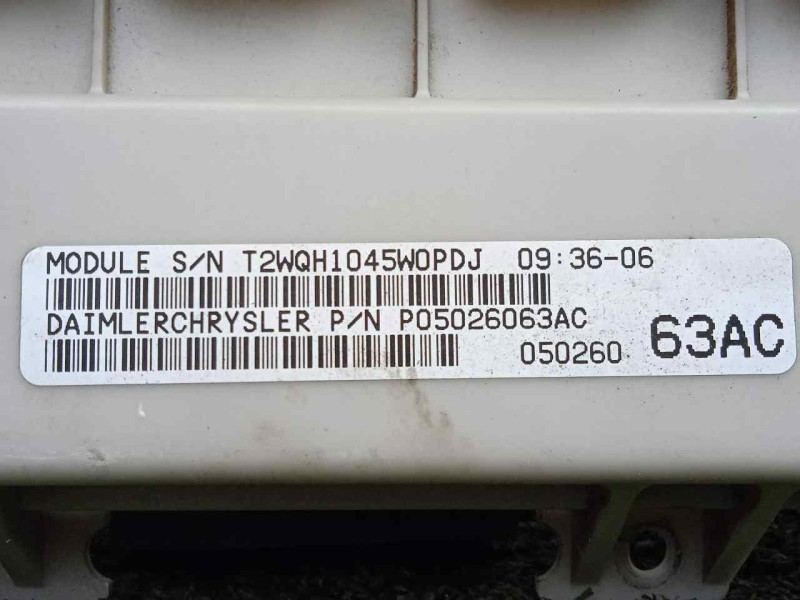 MODULE S/N T2WQH1045W0PDJ 09:36-06
DAIMLERCHRYSLER P/N P05026063AC
050260 63AC